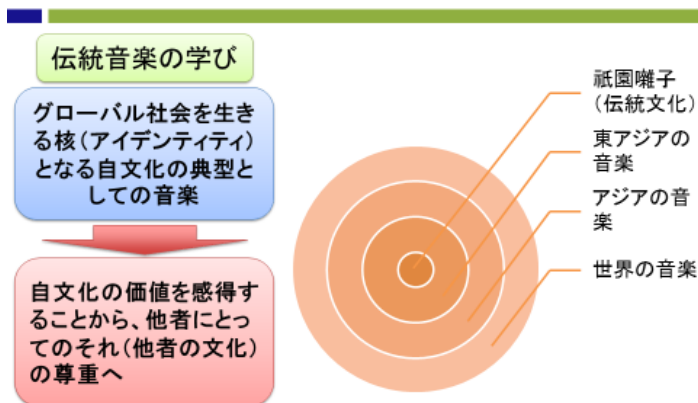 伝統音楽の学び
グローバル社会を生き
る核(アイデンティティ)
となる自文化の典型と
しての音楽
自文化の価値を感得す
ることから、他者にとっ
てのそれ(他者の文化)
の尊重へ
祇園囃子
(伝統文化)
東アジアの
音楽
アジアの音
楽
世界の音楽